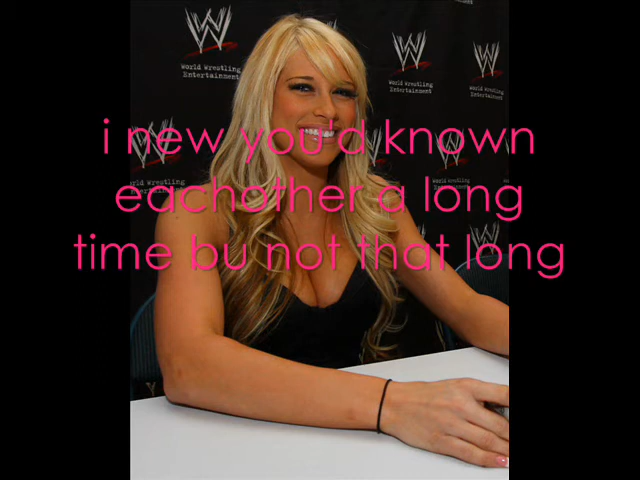 World Wrestling
Entertainment
i new you'd known
eachother a long
time bu not that long